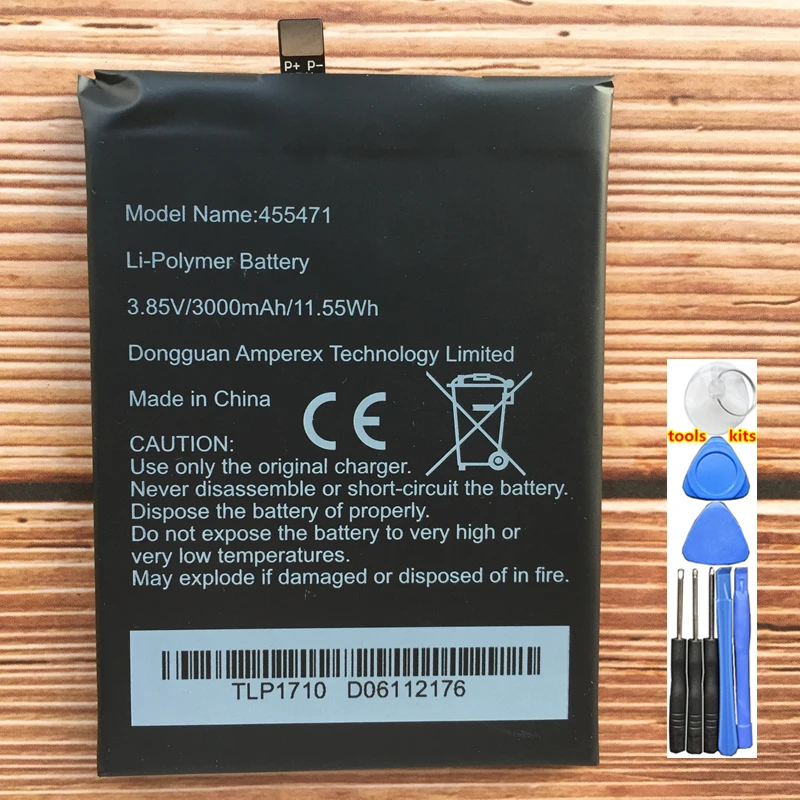 P+ P-
Model Name:455471
Li-Polymer Battery
3.85V/3000mAh/11.55Wh
Dongguan Amperex Technology Limited
Made in China
CE
CAUTION:
Use only the original charger.
Never disassemble or short-circuit the battery.
Dispose the battery of properly.
Do not expose the battery to very high or
very low temperatures.
May explode if damaged or disposed of in fire.
TLP1710 D06112176
tools kits